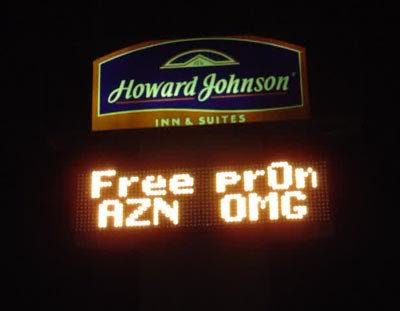 Howard Johnson®
INN & SUITES
Free pr0n
AZN OMG